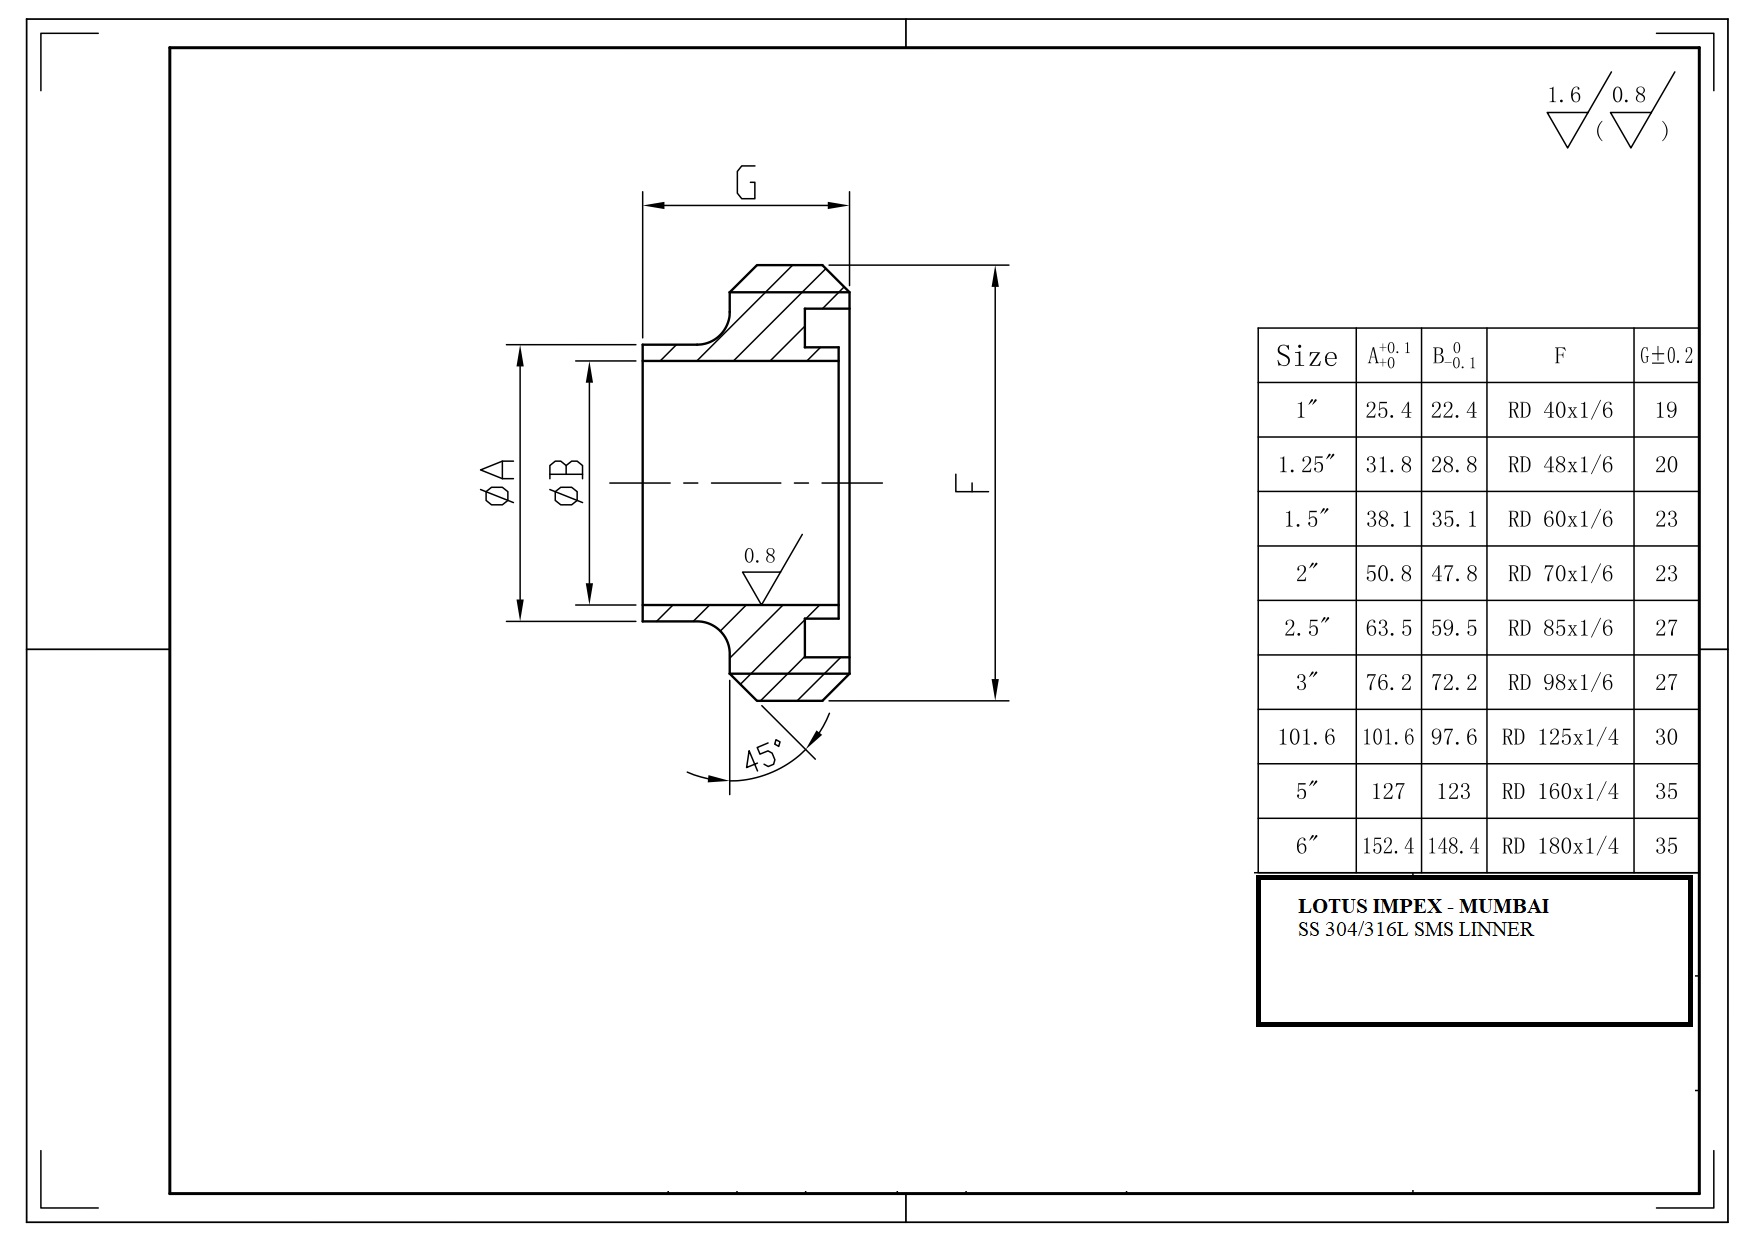 1.6 0.8
( )
G
ØA
ØB
F
0.8
45°
Size A+0.1 +0 B 0 -0.1 F G±0.2
1″ 25.4 22.4 RD 40x1/6 19
1.25″ 31.8 28.8 RD 48x1/6 20
1.5″ 38.1 35.1 RD 60x1/6 23
2″ 50.8 47.8 RD 70x1/6 23
2.5″ 63.5 59.5 RD 85x1/6 27
3″ 76.2 72.2 RD 98x1/6 27
101.6 101.6 97.6 RD 125x1/4 30
5″ 127 123 RD 160x1/4 35
6″ 152.4 148.4 RD 180x1/4 35
LOTUS IMPEX - MUMBAI
SS 304/316L SMS LINNER